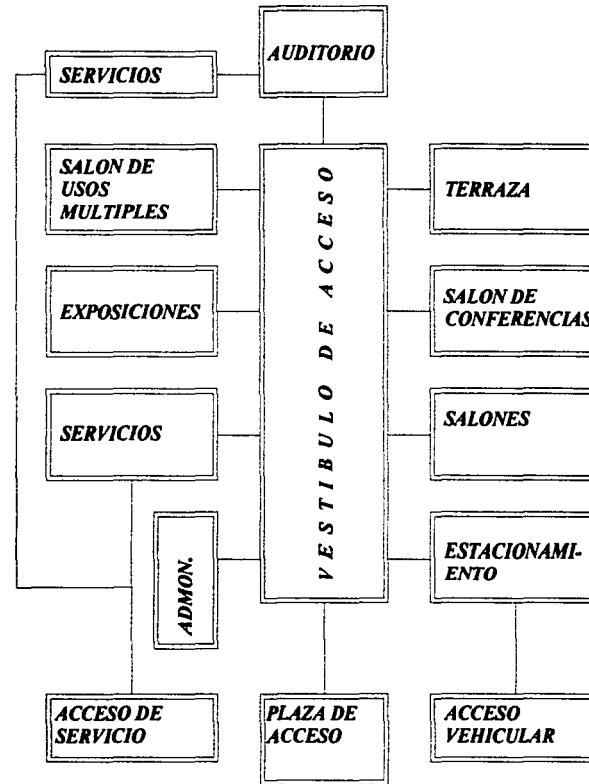 AUDITORIO
SERVICIOS
SALON DE
USOS
MULTIPLES
VESTIBULO DE ACCESO
TERRAZA
EXPOSICIONES
SALON DE
CONFERENCIAS
SERVICIOS
SALONES
ADMON.
ESTACIONAMI-
ENTO
ACCESO DE
SERVICIO
PLAZA DE
ACCESO
ACCESO
VEHICULAR